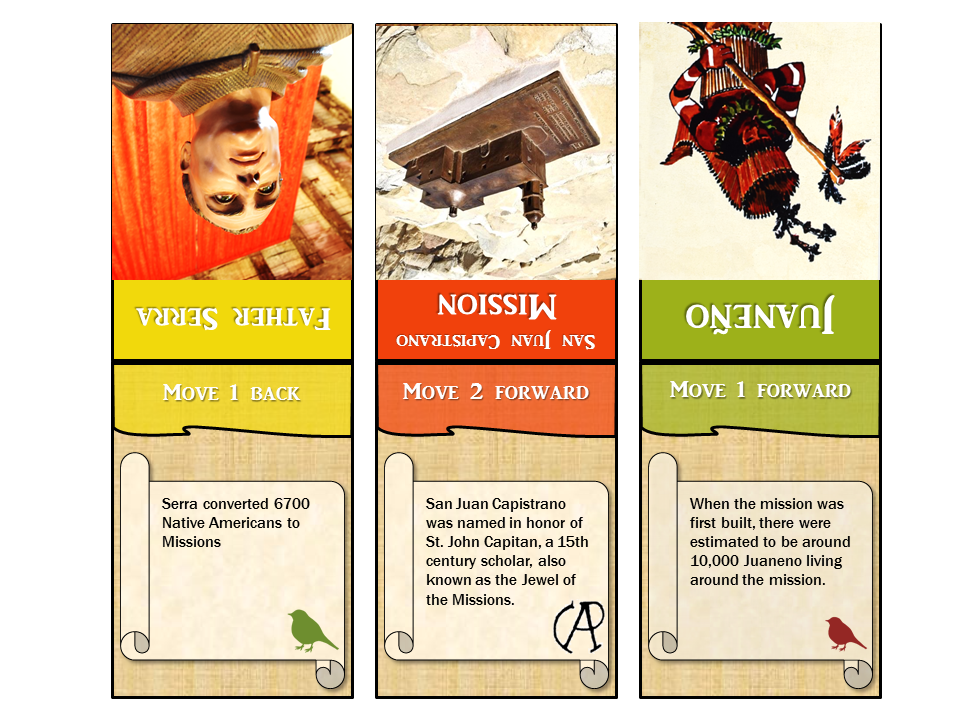 Father Serra
Move 1 back
Serra converted 6700
Native Americans to
Missions
Mission
San Juan Capistrano
Move 2 forward
San Juan Capistrano
was named in honor of
St. John Capitan, a 15th
century scholar, also
known as the Jewel of
the Missions.
CAP
Juaneño
Move 1 forward
When the mission was
first built, there were
estimated to be around
10,000 Juaneno living
around the mission.